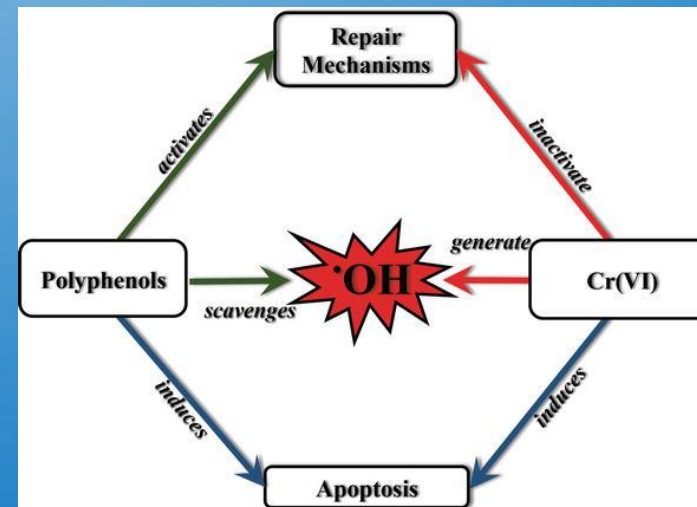 Repair
Mechanisms
activates
inactivate
generate
Polyphenols
•OH
Cr(VI)
scavenges
induces
induces
Apoptosis